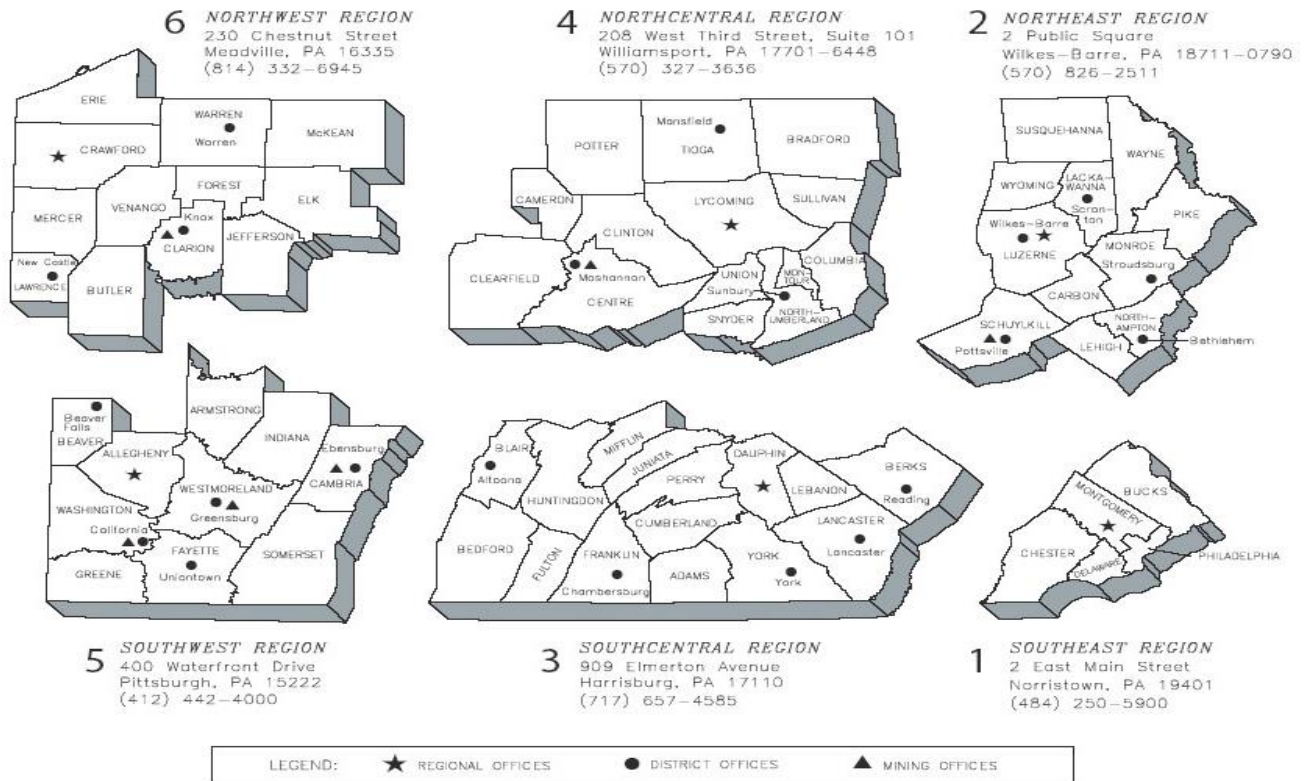 6 NORTHWEST REGION
230 Chestnut Street
Meadville, PA 16335
(814) 332-6945
ERIE
WARREN
Warren
McKEAN
CRAWFORD
FOREST
ELK
MERCER
VENANGO
Knox
CLARION
JEFFERSON
New Castle
LAWRENCE
BUTLER
4 NORTHCENTRAL REGION
208 West Third Street, Suite 101
Williamsport, PA 17701-6448
(570) 327-3636
POTTER
Mansfield
TIOGA
BRADFORD
CAMERON
LYCOMING
SULLIVAN
CLINTON
CLEARFIELD
Moshannon
CENTRE
UNION
Sunbury
MON-
TOUR
COLUMBIA
SNYDER
NORTH-
UMBERLAND
2 NORTHEAST REGION
2 Public Square
Wilkes-Barre, PA 18711-0790
(570) 826-2511
SUSQUEHANNA
WAYNE
WYOMING
LACKA-
WANNA
Scran-
ton
PIKE
Wilkes-Barre
LUZERNE
MONROE
Stroudsburg
CARBON
SCHUYLKILL
Pottsville
NORTH-
AMPTON
LEHIGH
Bethlehem
Beaver
Falls
BEAVER
ARMSTRONG
INDIANA
ALLEGHENY
Ebensburg
CAMBRIA
WESTMORELAND
Greensburg
WASHINGTON
California
FAYETTE
Uniontown
SOMERSET
GREENE
5 SOUTHWEST REGION
400 Waterfront Drive
Pittsburgh, PA 15222
(412) 442-4000
BLAIR
Altoona
MIFFLIN
JUNIATA
DAUPHIN
PERRY
LEBANON
BERKS
Reading
HUNTINGDON
CUMBERLAND
LANCASTER
Lancaster
BEDFORD
FULTON
FRANKLIN
Chambersburg
ADAMS
YORK
York
3 SOUTHCENTRAL REGION
909 Elmerton Avenue
Harrisburg, PA 17110
(717) 657-4585
BUCKS
MONTGOMERY
CHESTER
DELAWARE
PHILADELPHIA
1 SOUTHEAST REGION
2 East Main Street
Norristown, PA 19401
(484) 250-5900
LEGEND: ★ REGIONAL OFFICES ● DISTRICT OFFICES ▲ MINING OFFICES